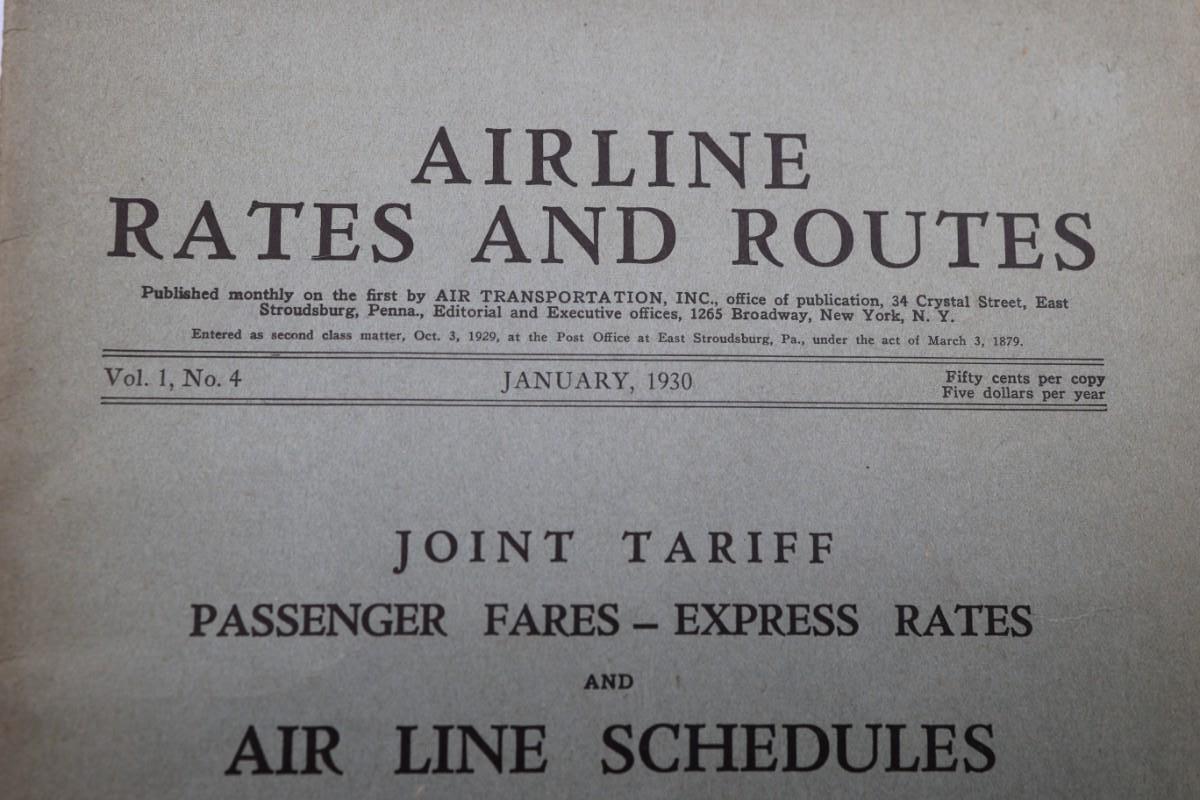 AIRLINE
RATES AND ROUTES
Published monthly on the first by AIR TRANSPORTATION, INC., office of publication, 34 Crystal Street, East
Stroudsburg, Penna., Editorial and Executive offices, 1265 Broadway, New York, N. Y.
Entered as second class matter, Oct. 3, 1929, at the Post Office at East Stroudsburg, Pa., under the act of March 3, 1879.
Vol. 1, No. 4 JANUARY, 1930 Fifty cents per copy
Five dollars per year
JOINT TARIFF
PASSENGER FARES – EXPRESS RATES
AND
AIR LINE SCHEDULES